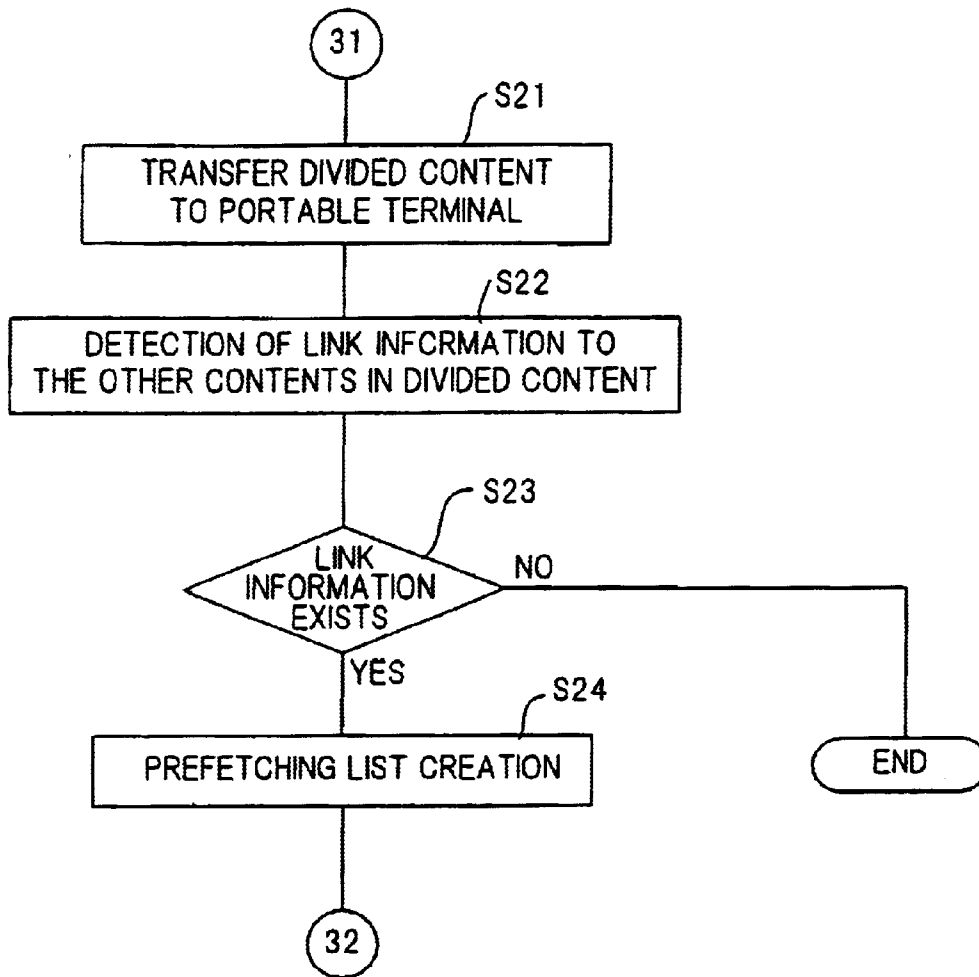 31
S21
TRANSFER DIVIDED CONTENT
TO PORTABLE TERMINAL
S22
DETECTION OF LINK INFCRMATION TO
THE OTHER CONTENTS IN DIVIDED CONTENT
S23
LINK
INFORMATION
EXISTS
NO
YES
S24
PREFETCHING LIST CREATION
END
32